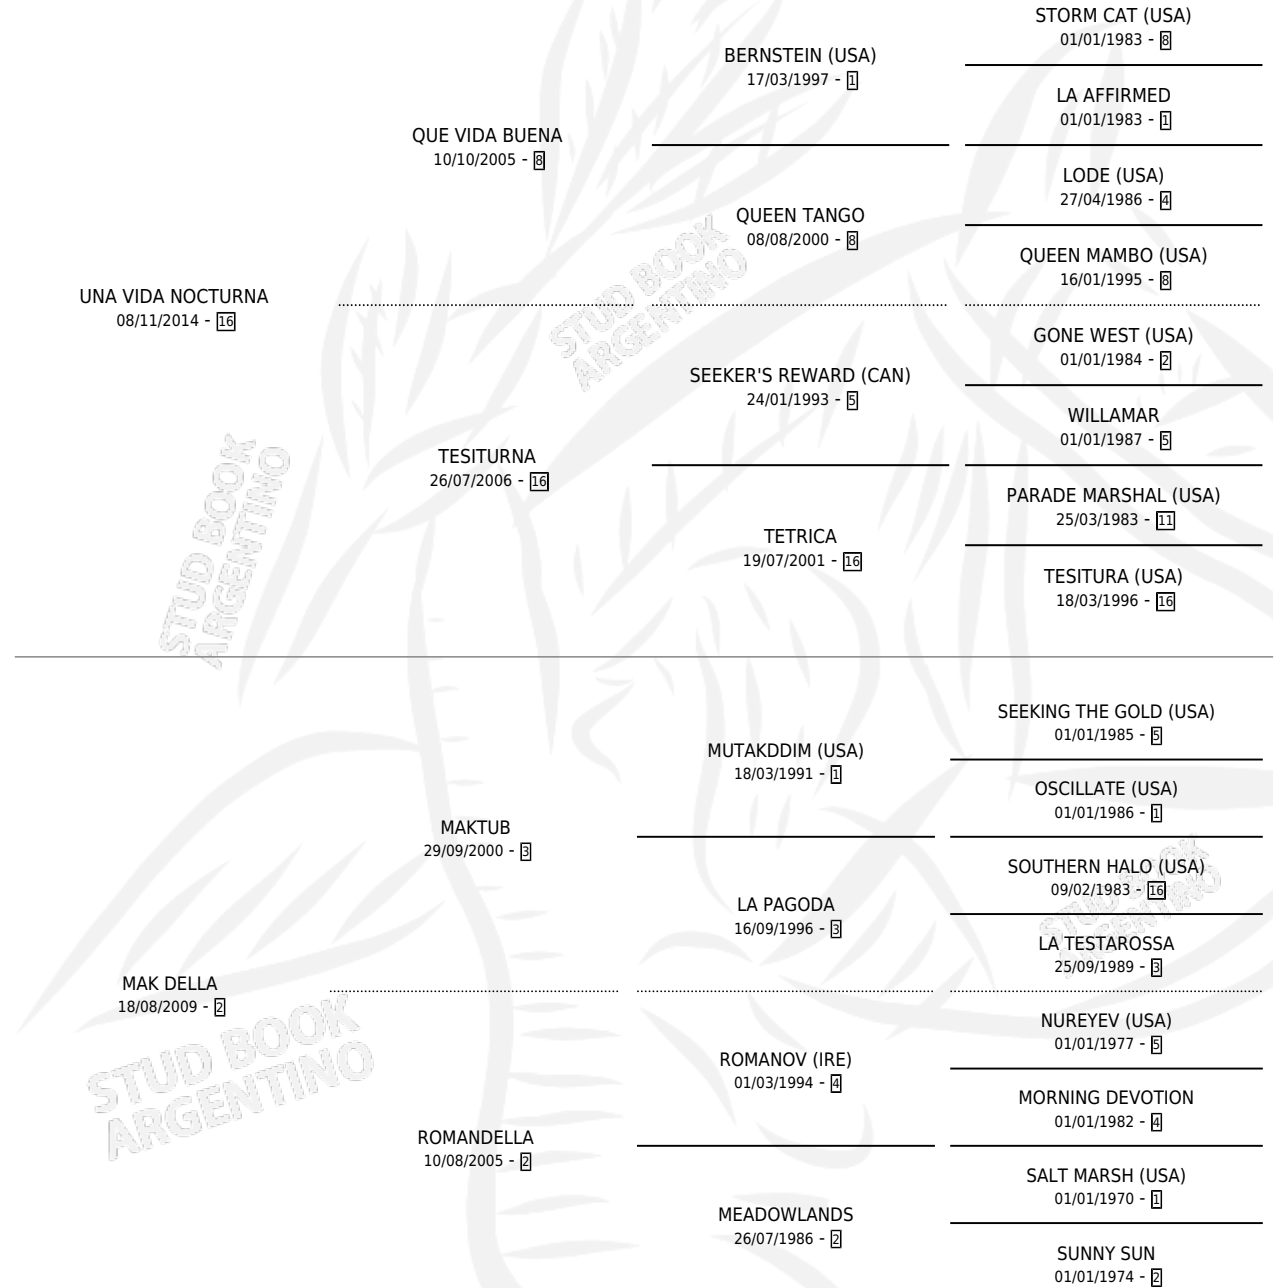 STORM CAT (USA)
01/01/1983 - 8
BERNSTEIN (USA)
17/03/1997 - 1
LA AFFIRMED
01/01/1983 - 1
QUE VIDA BUENA
10/10/2005 - 8
LODE (USA)
27/04/1986 - 4
QUEEN TANGO
08/08/2000 - 8
QUEEN MAMBO (USA)
16/01/1995 - 8
UNA VIDA NOCTURNA
08/11/2014 - 16
GONE WEST (USA)
01/01/1984 - 2
SEEKER'S REWARD (CAN)
24/01/1993 - 5
WILLAMAR
01/01/1987 - 5
TESITURNA
26/07/2006 - 16
PARADE MARSHAL (USA)
25/03/1983 - 11
TETRICA
19/07/2001 - 16
TESITURA (USA)
18/03/1996 - 16
STUD BOOK
ARGENTINO
STUD BOOK
ARGENTINO
SEEKING THE GOLD (USA)
01/01/1985 - 5
MUTAKDDIM (USA)
18/03/1991 - 1
OSCILLATE (USA)
01/01/1986 - 1
MAKTUB
29/09/2000 - 3
SOUTHERN HALO (USA)
09/02/1983 - 16
LA PAGODA
16/09/1996 - 3
LA TESTAROSSA
25/09/1989 - 3
MAK DELLA
18/08/2009 - 2
NUREYEV (USA)
01/01/1977 - 5
ROMANOV (IRE)
01/03/1994 - 4
MORNING DEVOTION
01/01/1982 - 4
ROMANDELLA
10/08/2005 - 2
SALT MARSH (USA)
01/01/1970 - 1
MEADOWLANDS
26/07/1986 - 2
SUNNY SUN
01/01/1974 - 2
STUD BOOK
ARGENTINO
STUD BOOK
ARGENTINO